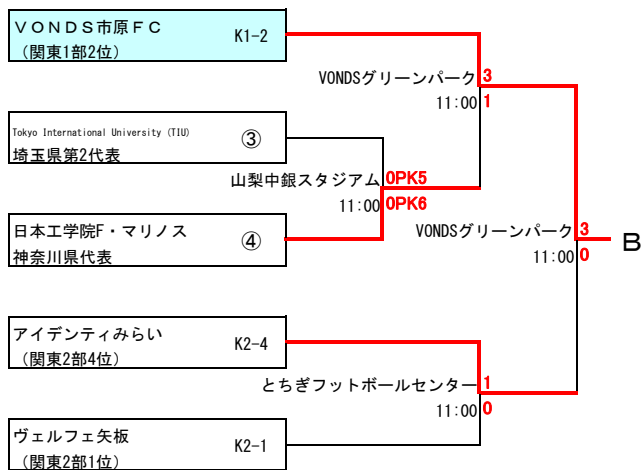 ＶＯＮＤＳ市原ＦＣ
（関東1部2位）
K1-2
VONDSグリーンパーク 3
11:00 1
Tokyo International University (TIU)
埼玉県第2代表
③
山梨中銀スタジアム 0PK5
11:00 0PK6
日本工学院F・マリノス
神奈川県代表
④
VONDSグリーンパーク 3
11:00 0
B
アイデンティみらい
（関東2部4位）
K2-4
とちぎフットボールセンター 1
11:00 0
ヴェルフェ矢板
（関東2部1位）
K2-1